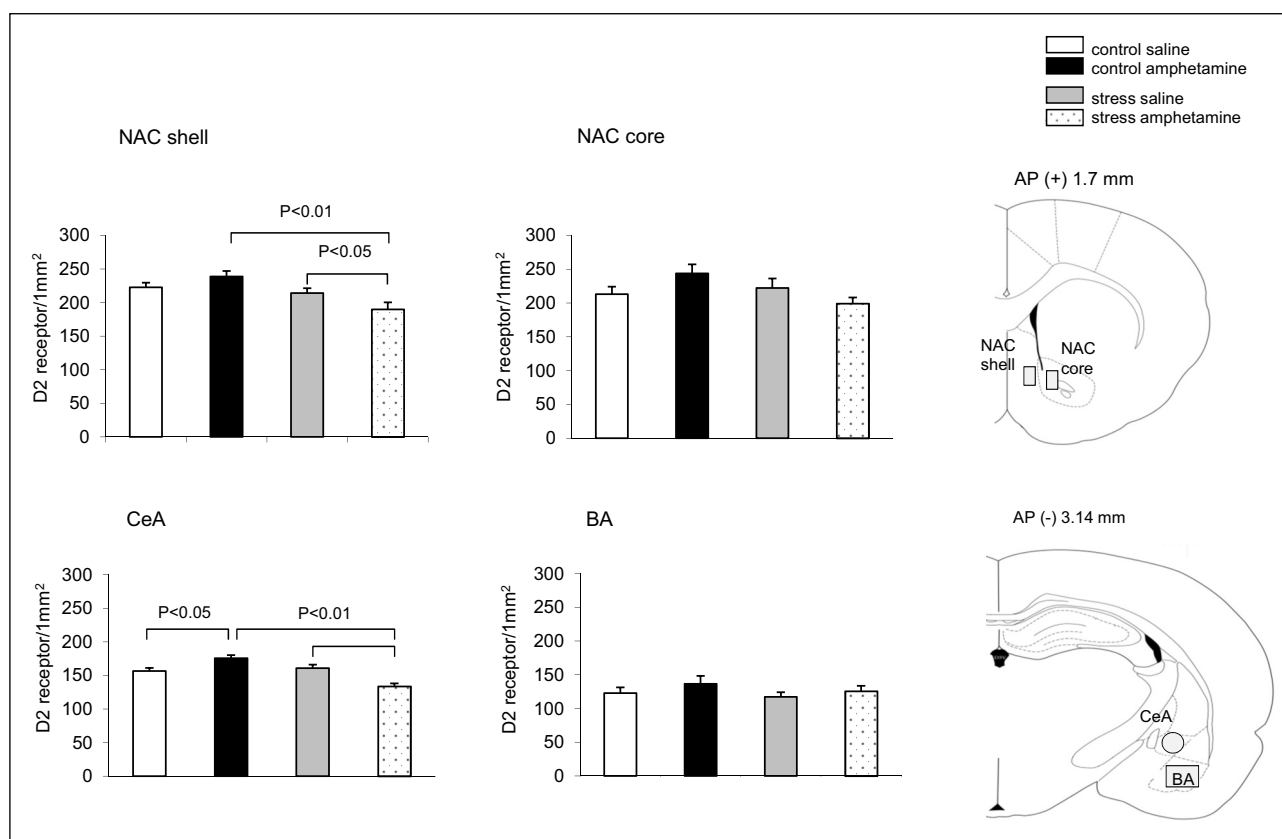 control saline
control amphetamine
stress saline
stress amphetamine
NAC shell
P<0.01
P<0.05
D2 receptor/1mm²
300
250
200
150
100
50
0
NAC core
D2 receptor/1mm²
300
250
200
150
100
50
0
AP (+) 1.7 mm
NAC
shell
NAC
core
CeA
P<0.05
P<0.01
D2 receptor/1mm²
300
250
200
150
100
50
0
BA
D2 receptor/1mm²
300
250
200
150
100
50
0
AP (-) 3.14 mm
CeA
BA